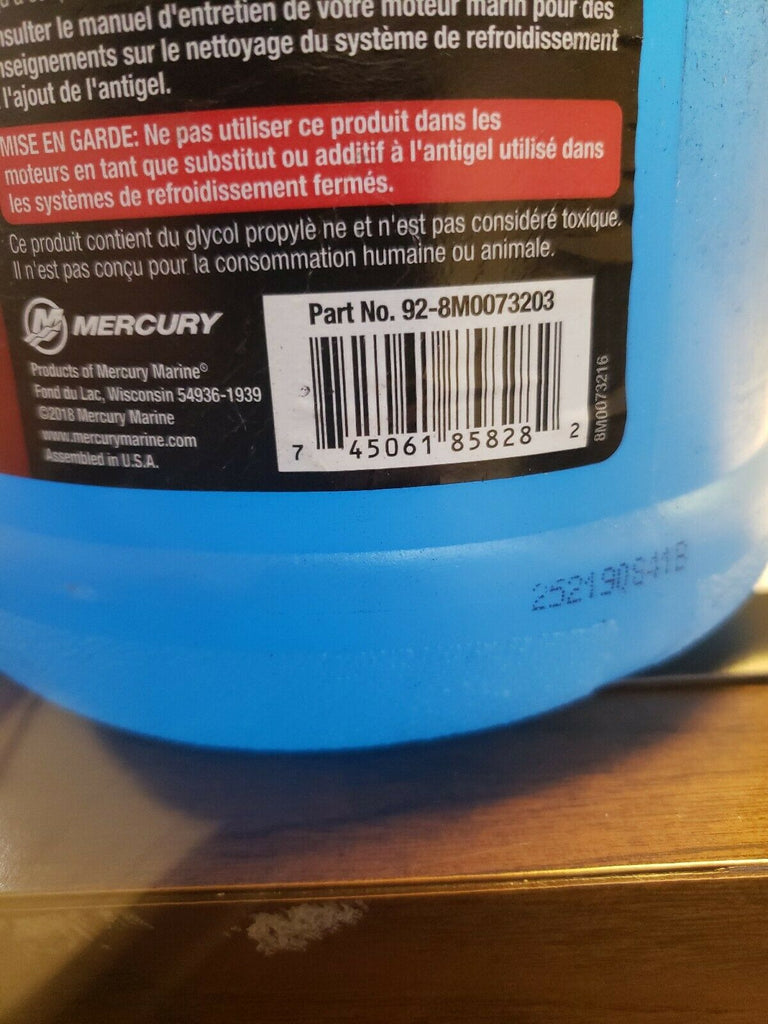 nsulter le manuel d'entretien de votre moteur marin pour des
nseignements sur le nettoyage du système de refroidissement
l'ajout de l'antigel.
MISE EN GARDE: Ne pas utiliser ce produit dans les
moteurs en tant que substitut ou additif à l'antigel utilisé dans
les systèmes de refroidissement fermés.
Ce produit contient du glycol propylè ne et n'est pas considéré toxique.
Il n'est pas conçu pour la consommation humaine ou animale.
MERCURY
Products of Mercury Marine®
Fond du Lac, Wisconsin 54936-1939
©2018 Mercury Marine
www.mercurymarine.com
Assembled in U.S.A.
Part No. 92-8M0073203
7 45061 85828 2
8M0073216